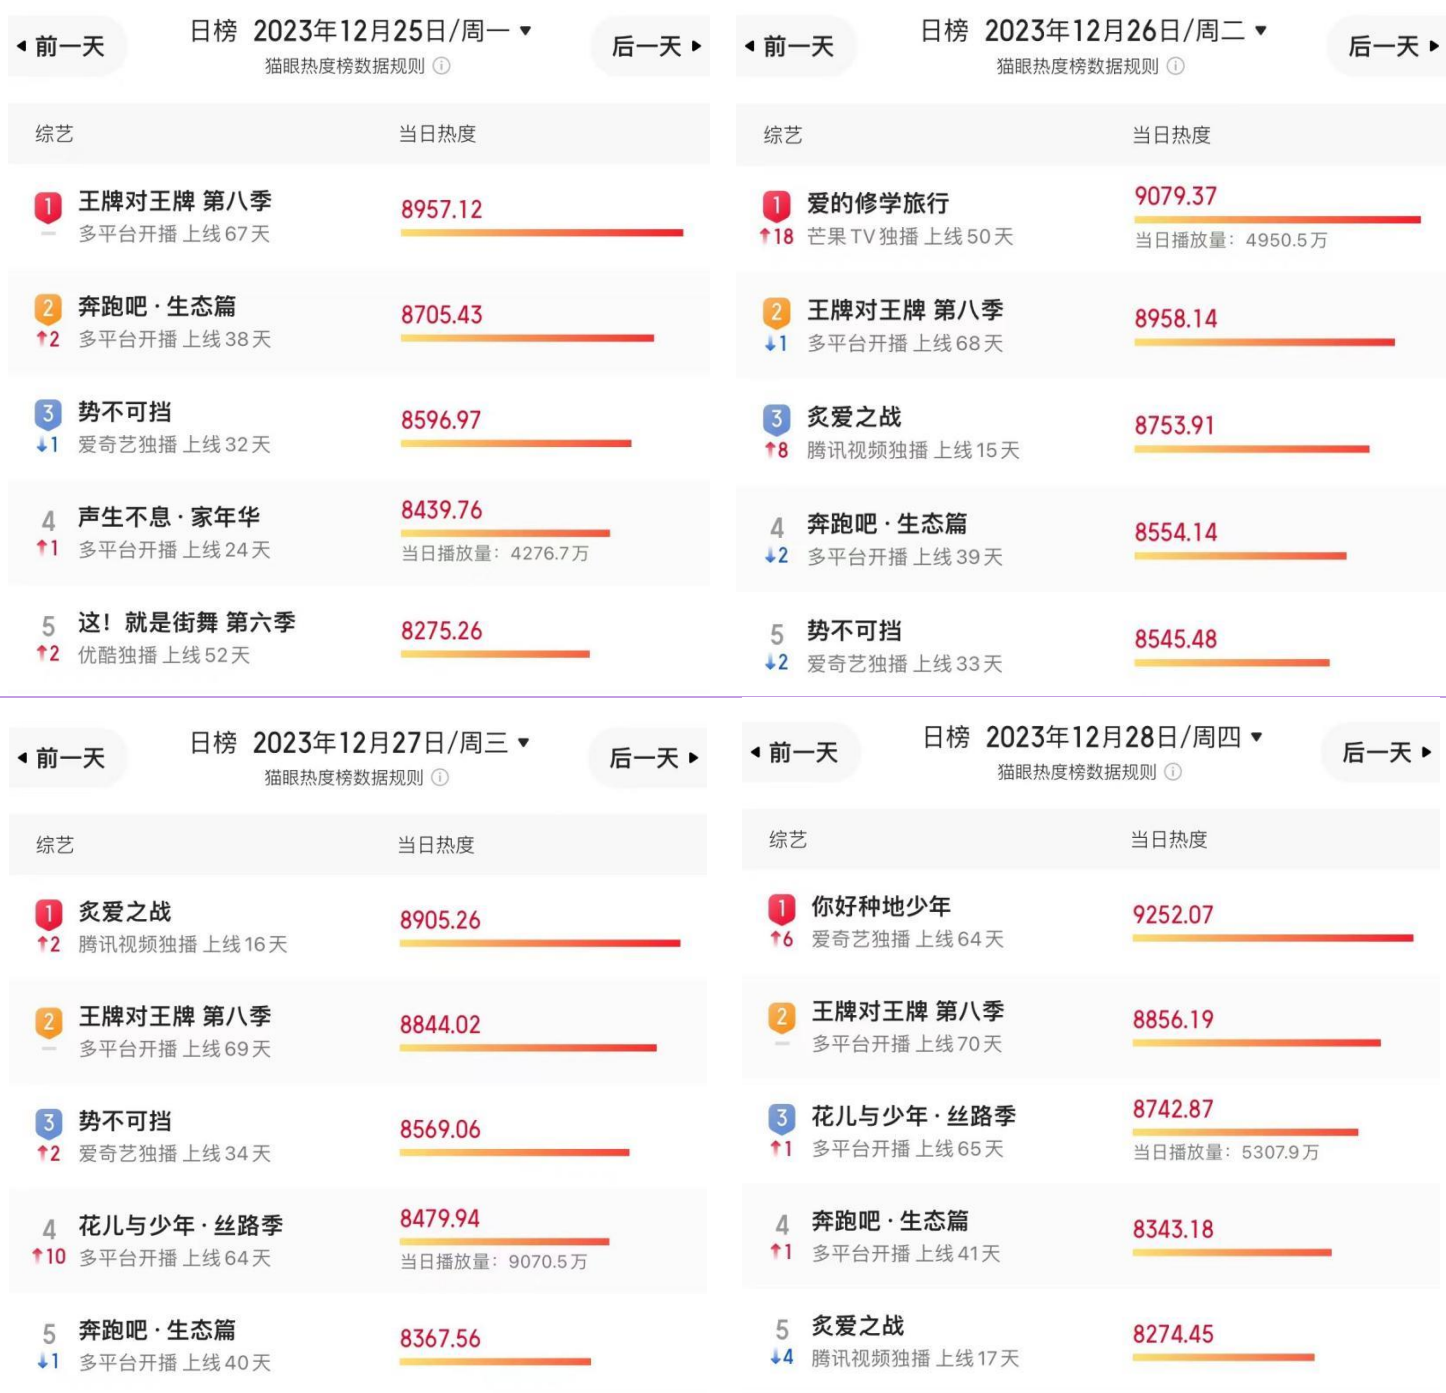 前一天
日榜 2023年12月25日/周一
后一天
猫眼热度榜数据规则
综艺 当日热度
1 王牌对王牌 第八季
多平台开播 上线67天
8957.12
2 奔跑吧·生态篇
2 多平台开播 上线38天
8705.43
3 势不可挡
1 爱奇艺独播 上线32天
8596.97
4 声生不息·家年华
1 多平台开播 上线24天
8439.76
当日播放量：4276.7万
5 这！就是街舞 第六季
2 优酷独播 上线52天
8275.26
前一天
日榜 2023年12月26日/周二
后一天
猫眼热度榜数据规则
综艺 当日热度
1 爱的修学旅行
18 芒果TV独播 上线50天
9079.37
当日播放量：4950.5万
2 王牌对王牌 第八季
1 多平台开播 上线68天
8958.14
3 炙爱之战
8 腾讯视频独播 上线15天
8753.91
4 奔跑吧·生态篇
2 多平台开播 上线39天
8554.14
5 势不可挡
2 爱奇艺独播 上线33天
8545.48
前一天
日榜 2023年12月27日/周三
后一天
猫眼热度榜数据规则
综艺 当日热度
1 炙爱之战
2 腾讯视频独播 上线16天
8905.26
2 王牌对王牌 第八季
多平台开播 上线69天
8844.02
3 势不可挡
2 爱奇艺独播 上线34天
8569.06
4 花儿与少年·丝路季
10 多平台开播 上线64天
8479.94
当日播放量：9070.5万
5 奔跑吧·生态篇
1 多平台开播 上线40天
8367.56
前一天
日榜 2023年12月28日/周四
后一天
猫眼热度榜数据规则
综艺 当日热度
1 你好种地少年
6 爱奇艺独播 上线64天
9252.07
2 王牌对王牌 第八季
多平台开播 上线70天
8856.19
3 花儿与少年·丝路季
1 多平台开播 上线65天
8742.87
当日播放量：5307.9万
4 奔跑吧·生态篇
1 多平台开播 上线41天
8343.18
5 炙爱之战
4 腾讯视频独播 上线17天
8274.45